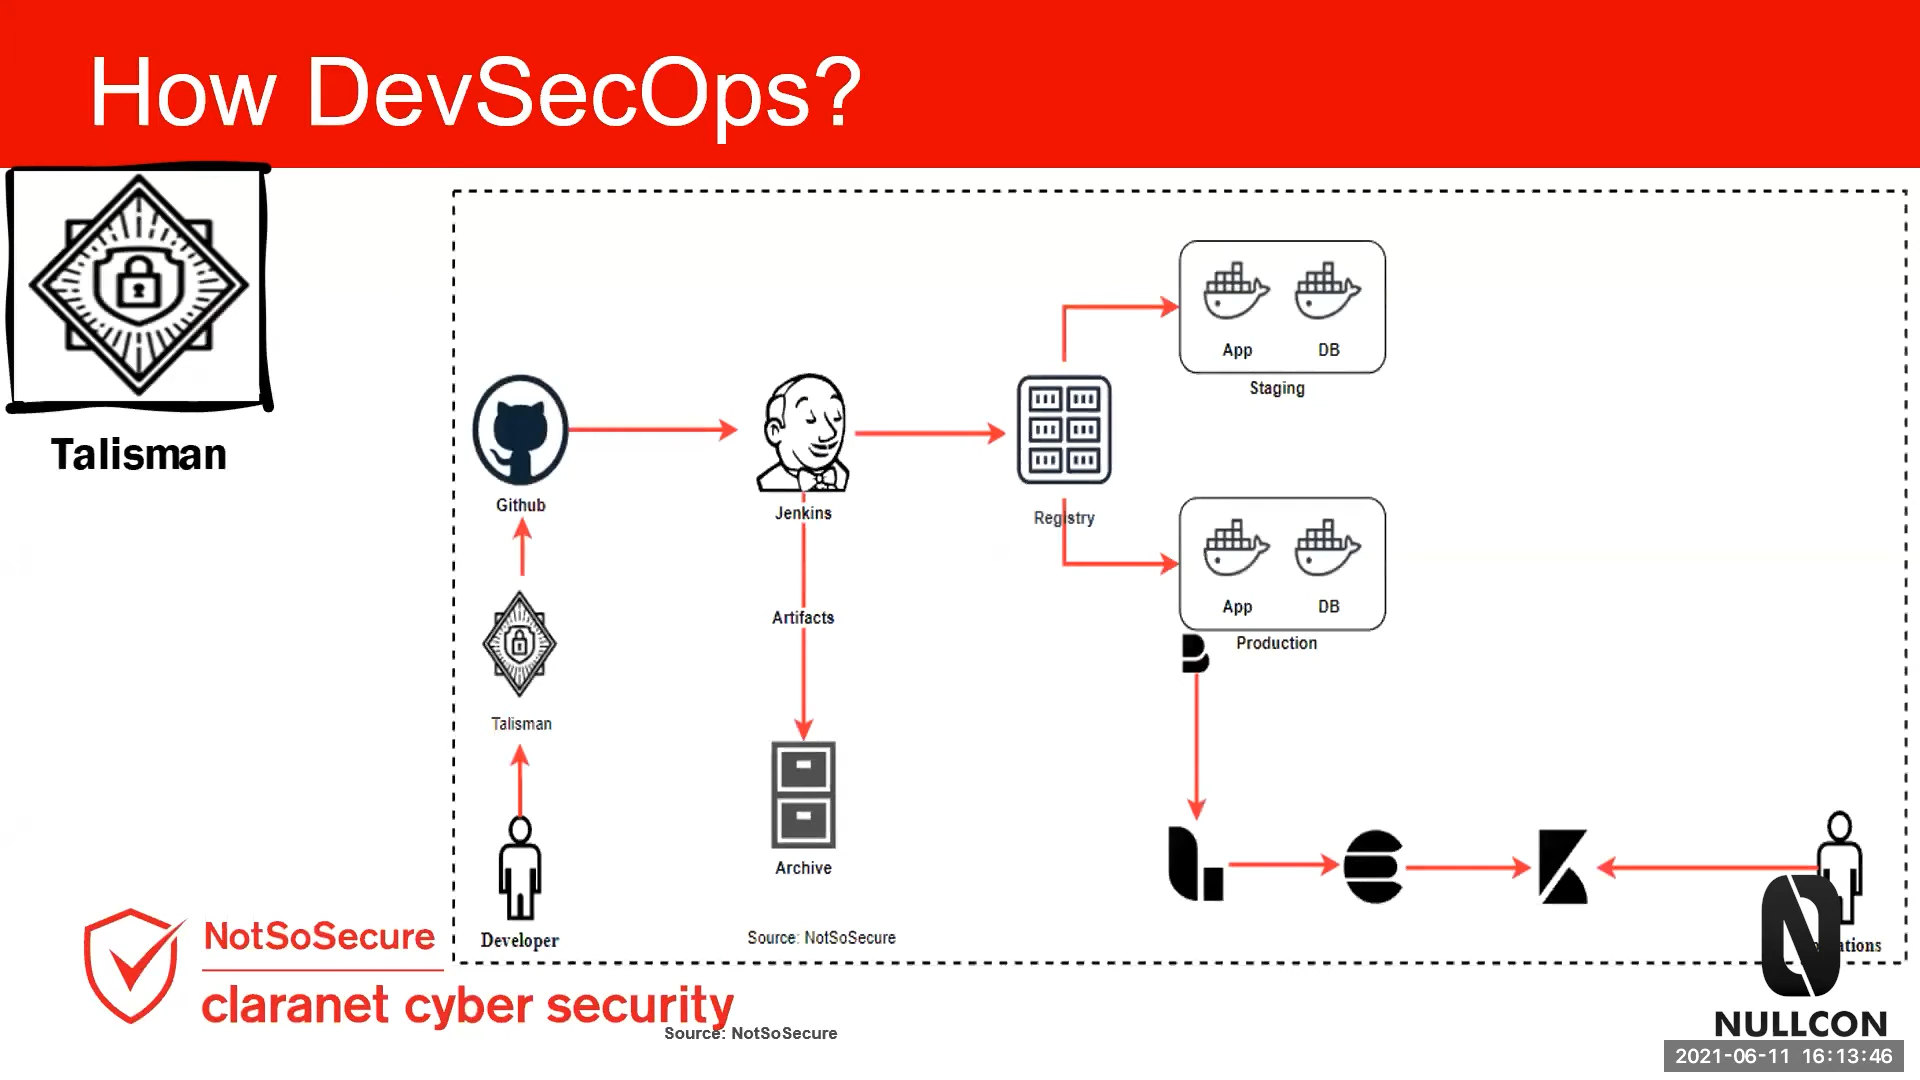 How DevSecOps?
Talisman
Github
Talisman
Developer
Jenkins
Artifacts
Archive
Source: NotSoSecure
Registry
App DB
Staging
App DB
Production
NotSoSecure
claranet cyber security
Source: NotSoSecure
NULLCON
2021-06-11 16:13:46